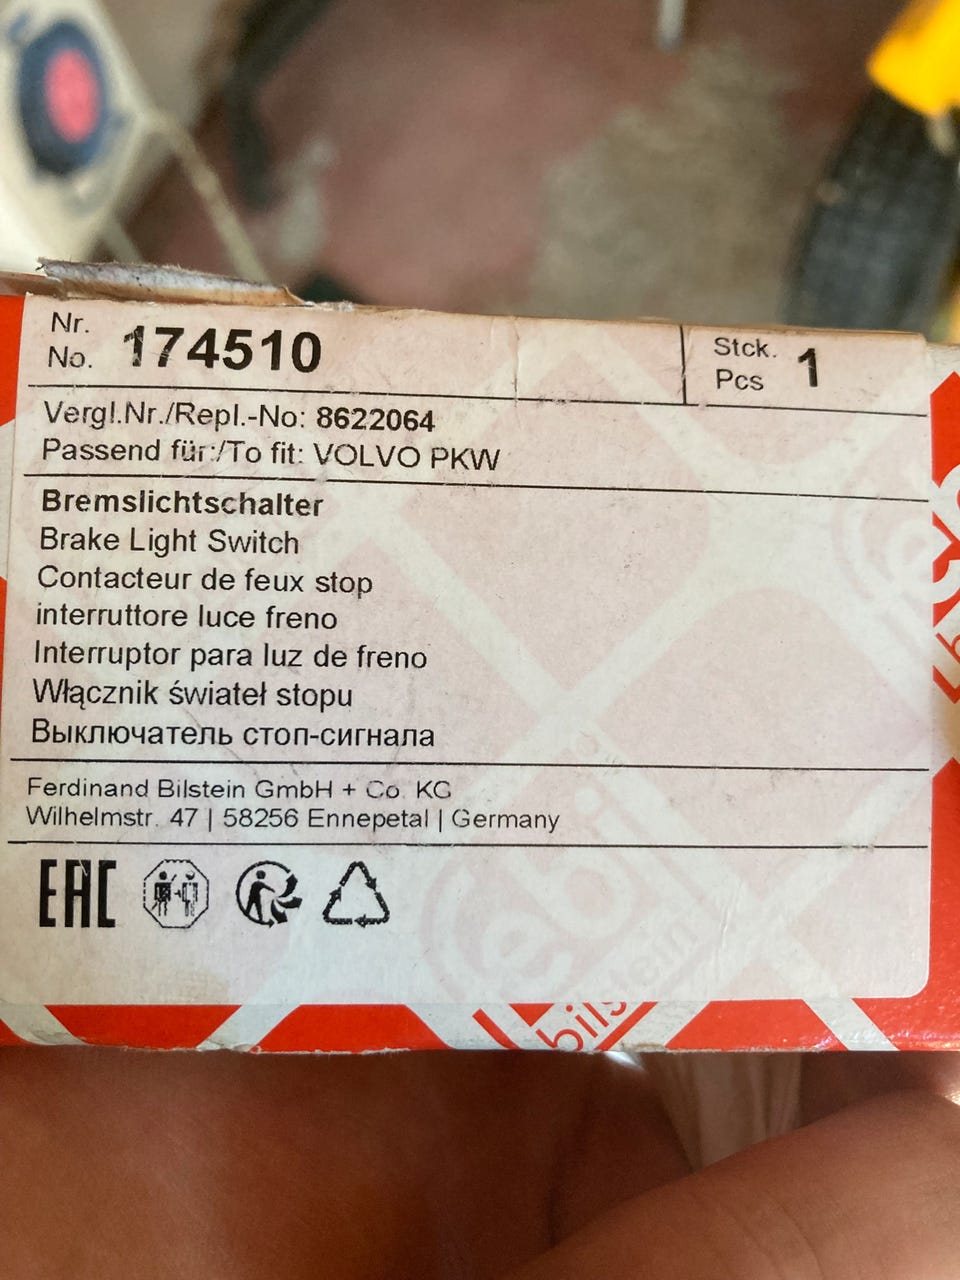 Nr.
No. 174510
Stck.
Pcs 1
Vergl.Nr./Repl.-No: 8622064
Passend für:/To fit: VOLVO PKW
Bremslichtschalter
Brake Light Switch
Contacteur de feux stop
interruttore luce freno
Interruptor para luz de freno
Włącznik świateł stopu
Выключатель стоп-сигнала
Ferdinand Bilstein GmbH + Co. KG
Wilhelmstr. 47 | 58256 Ennepetal | Germany
EAC
febi
bilstein